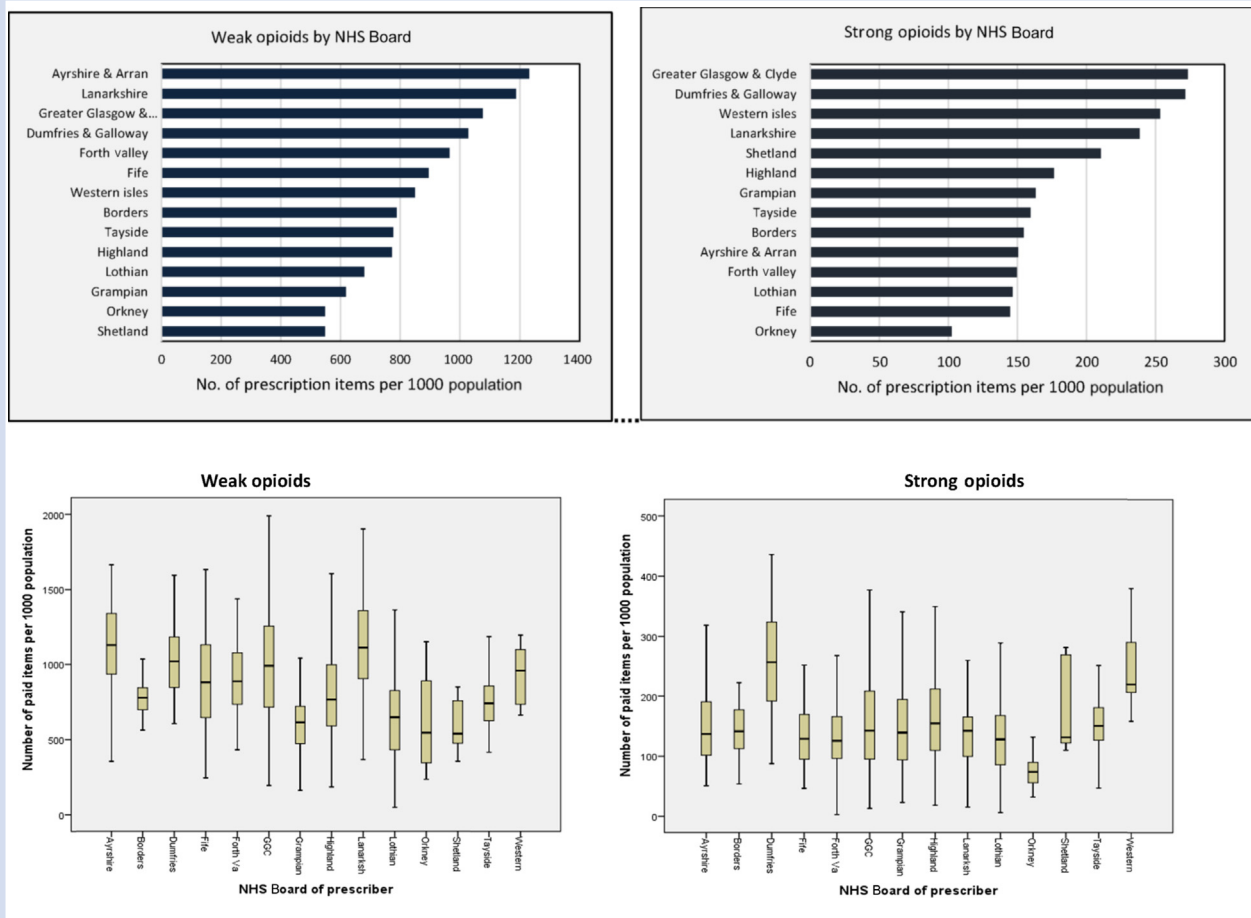 Weak opioids by NHS Board
Ayrshire & Arran
Lanarkshire
Greater Glasgow &...
Dumfries & Galloway
Forth valley
Fife
Western isles
Borders
Tayside
Highland
Lothian
Grampian
Orkney
Shetland
0 200 400 600 800 1000 1200 1400
No. of prescription items per 1000 population
Strong opioids by NHS Board
Greater Glasgow & Clyde
Dumfries & Galloway
Western isles
Lanarkshire
Shetland
Highland
Grampian
Tayside
Borders
Ayrshire & Arran
Forth valley
Lothian
Fife
Orkney
0 50 100 150 200 250 300
No. of prescription items per 1000 population
Weak opioids
Number of paid items per 1000 population
2000
1500
1000
500
0
Ayrshire
Borders
Dumfries
Fife
Forth Va
GGC
Grampian
Highland
Lanarksh
Lothian
Orkney
Shetland
Tayside
Western
NHS Board of prescriber
Strong opioids
Number of paid items per 1000 population
500
400
300
200
100
0
Ayrshire
Borders
Dumfries
Fife
Forth Va
GGC
Grampian
Highland
Lanarksh
Lothian
Orkney
Shetland
Tayside
Western
NHS Board of prescriber